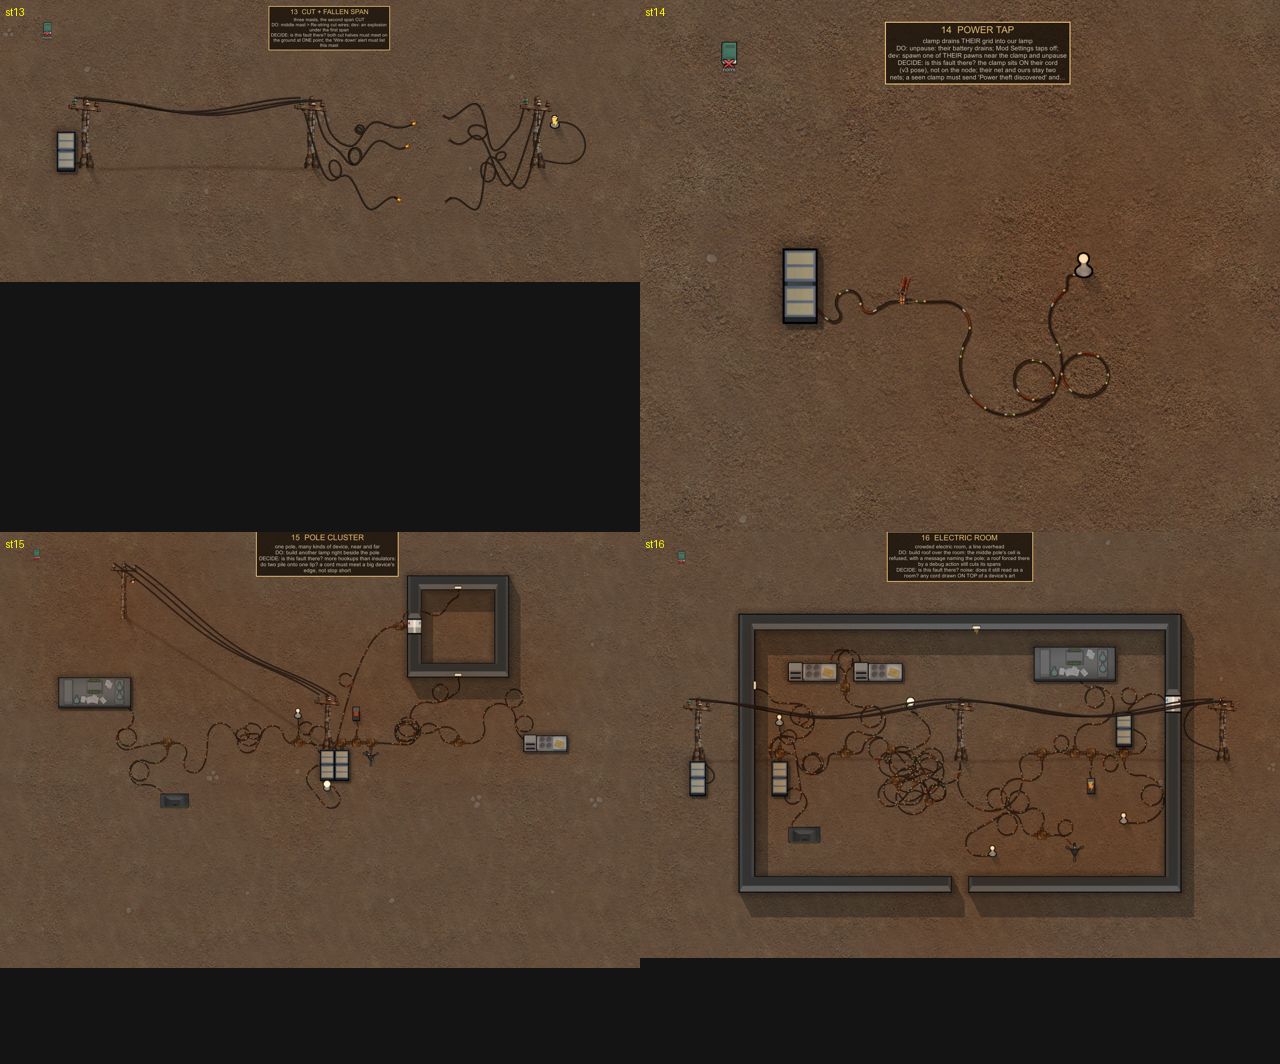 st13
13 CUT + FALLEN SPAN
three masts, the second span CUT
DO: middle mast > Re-string cut wires; dev: an explosion
under the first span
DECIDE: is this fault there? both cut halves must meet on
the ground at ONE point; the 'Wire down' alert must list
this mast
st14
14 POWER TAP
clamp drains THEIR grid into our lamp
DO: unpause: their battery drains; Mod Settings taps off;
dev: spawn one of THEIR pawns near the clamp and unpause
DECIDE: is this fault there? the clamp sits ON their cord
(v3 pose), not on the node; their net and ours stay two
nets; a seen clamp must send 'Power theft discovered' and...
st15
15 POLE CLUSTER
one pole, many kinds of device, near and far
DO: build another lamp right beside the pole
DECIDE: is this fault there? more hookups than insulators:
do two pile onto one tip? a cord must meet a big device's
edge, not stop short
st16
16 ELECTRIC ROOM
crowded electric room, a line overhead
DO: build roof over the room: the middle pole's cell is
refused, with a message naming the pole; a roof forced there
by a debug action still cuts its spans
DECIDE: is this fault there? noise: does it still read as a
room? any cord drawn ON TOP of a device's art